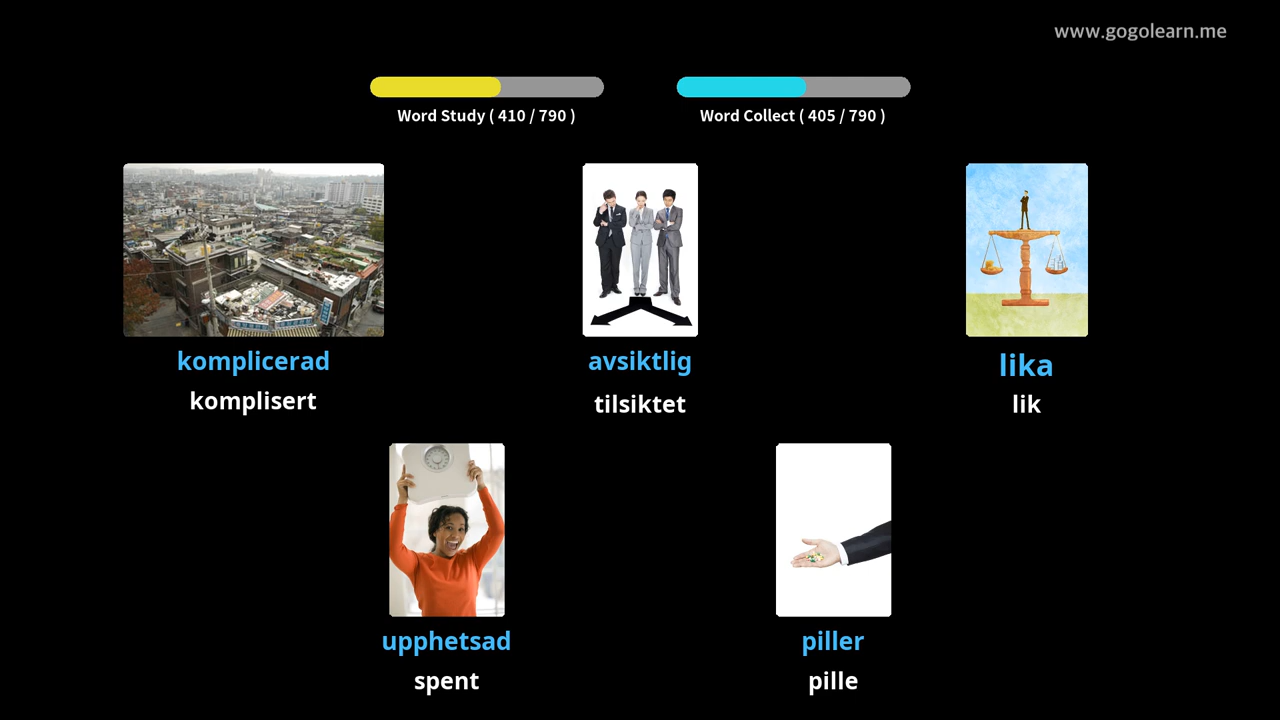 www.gogolearn.me
Word Study ( 410 / 790 )
Word Collect ( 405 / 790 )
komplicerad
komplisert
avsiktlig
tilsiktet
lika
lik
upphetsad
spent
piller
pille